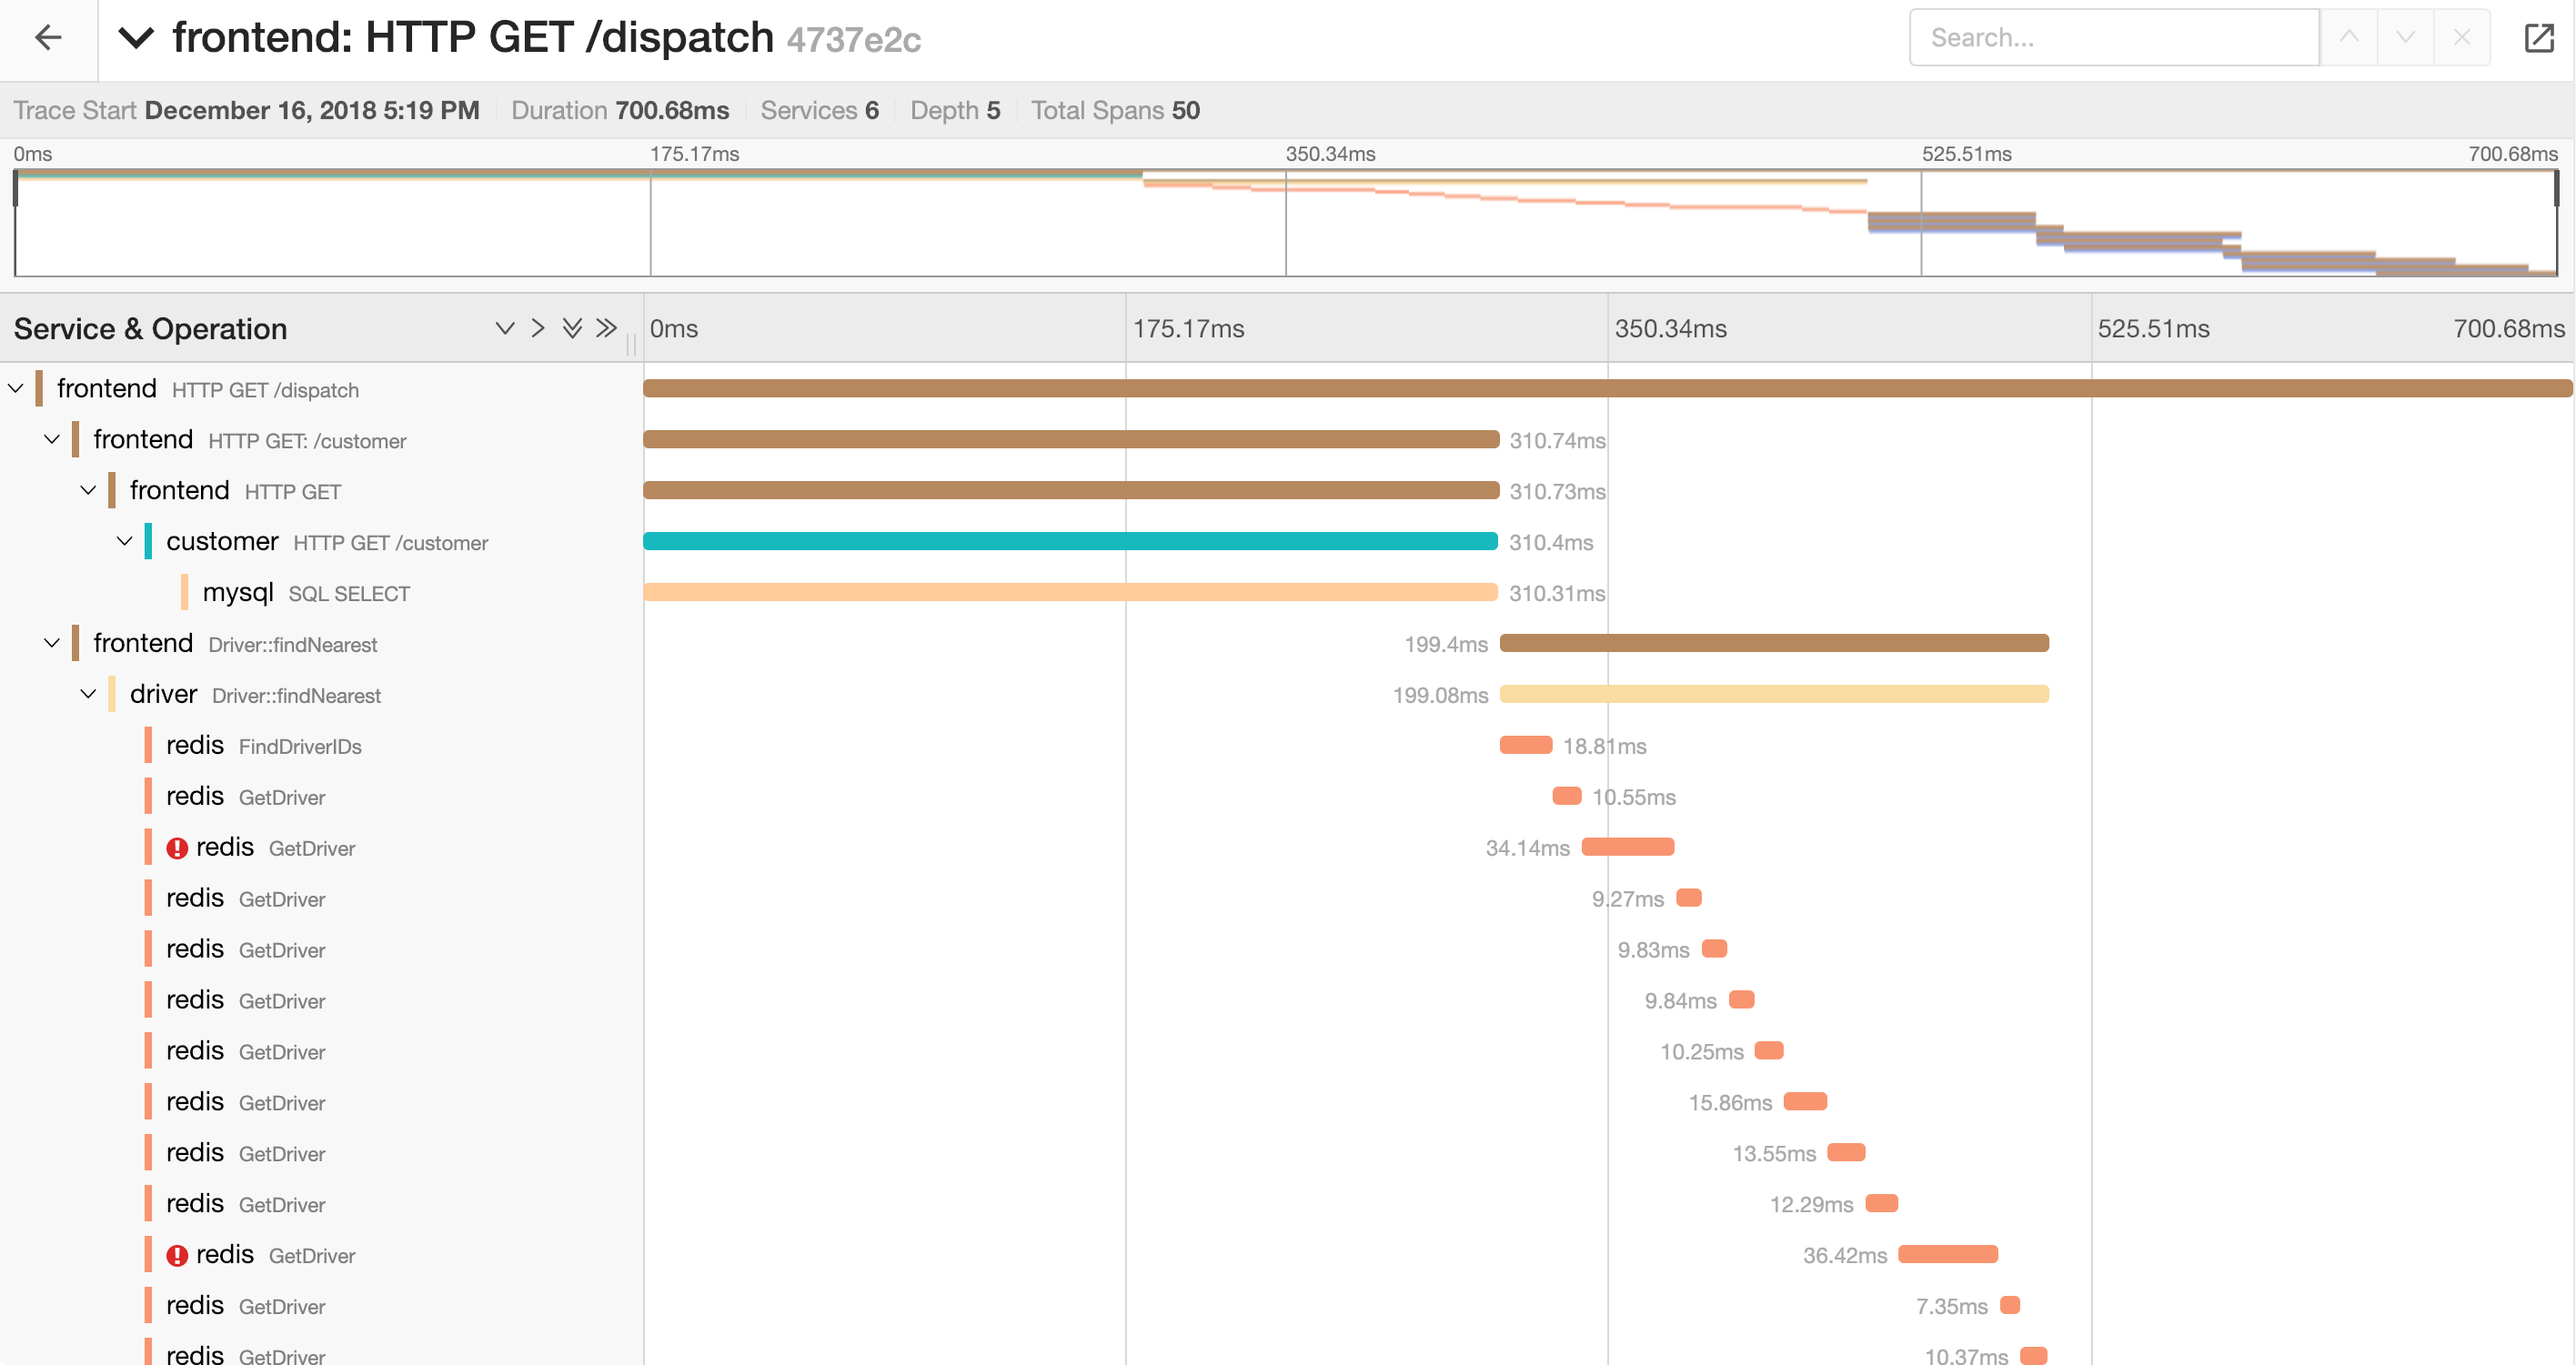 frontend: HTTP GET /dispatch 4737e2c
Search...
Trace Start December 16, 2018 5:19 PM Duration 700.68ms Services 6 Depth 5 Total Spans 50
0ms 175.17ms 350.34ms 525.51ms 700.68ms
Service & Operation 0ms 175.17ms 350.34ms 525.51ms 700.68ms
frontend HTTP GET /dispatch
frontend HTTP GET: /customer 310.74ms
frontend HTTP GET 310.73ms
customer HTTP GET /customer 310.4ms
mysql SQL SELECT 310.31ms
frontend Driver::findNearest 199.4ms
driver Driver::findNearest 199.08ms
redis FindDriverIDs 18.81ms
redis GetDriver 10.55ms
redis GetDriver 34.14ms
redis GetDriver 9.27ms
redis GetDriver 9.83ms
redis GetDriver 9.84ms
redis GetDriver 10.25ms
redis GetDriver 15.86ms
redis GetDriver 13.55ms
redis GetDriver 12.29ms
redis GetDriver 36.42ms
redis GetDriver 7.35ms
redis GetDriver 10.37ms